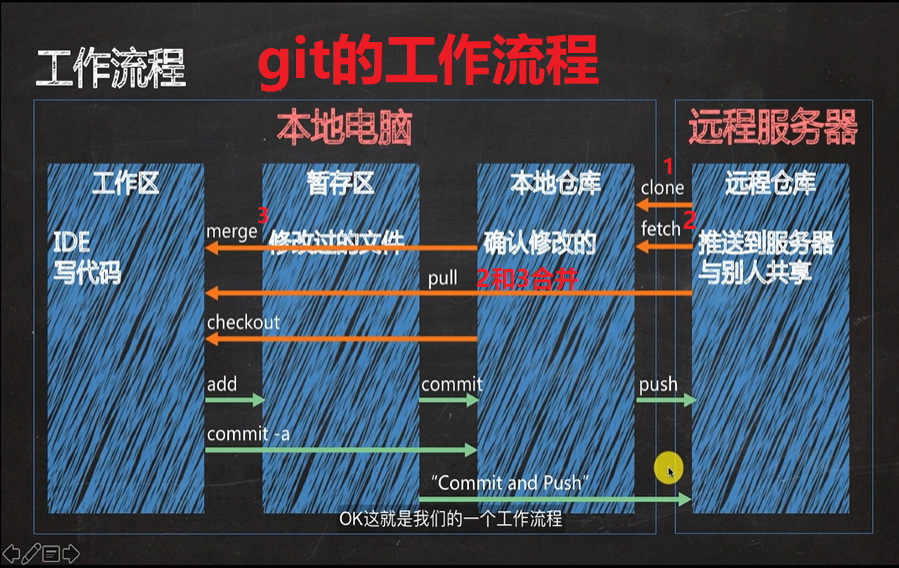 工作流程
git的工作流程
本地电脑
远程服务器
工作区
暂存区
本地仓库
远程仓库
1
clone
2
fetch
3
merge
IDE
写代码
修改过的文件
确认修改的
推送到服务器
与别人共享
pull
2和3合并
checkout
add
commit
push
commit -a
“Commit and Push”
OK这就是我们的一个工作流程